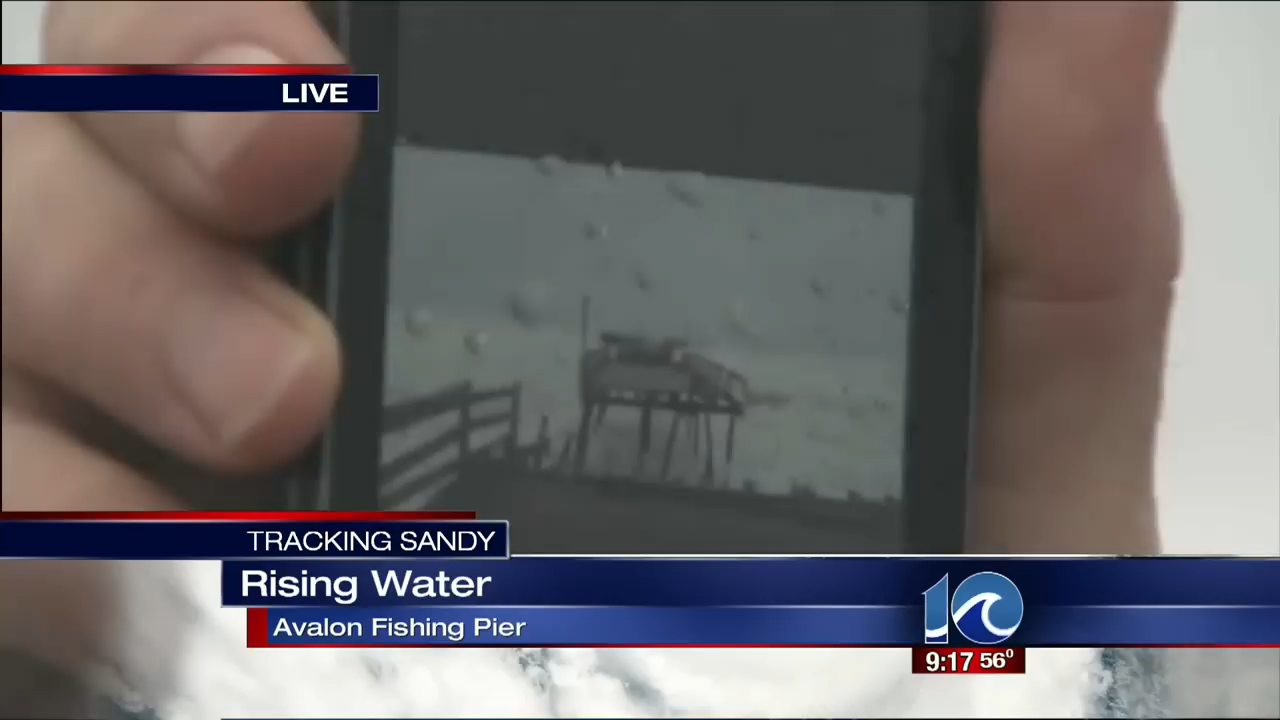 LIVE
TRACKING SANDY
Rising Water
Avalon Fishing Pier
10
9:17 56°